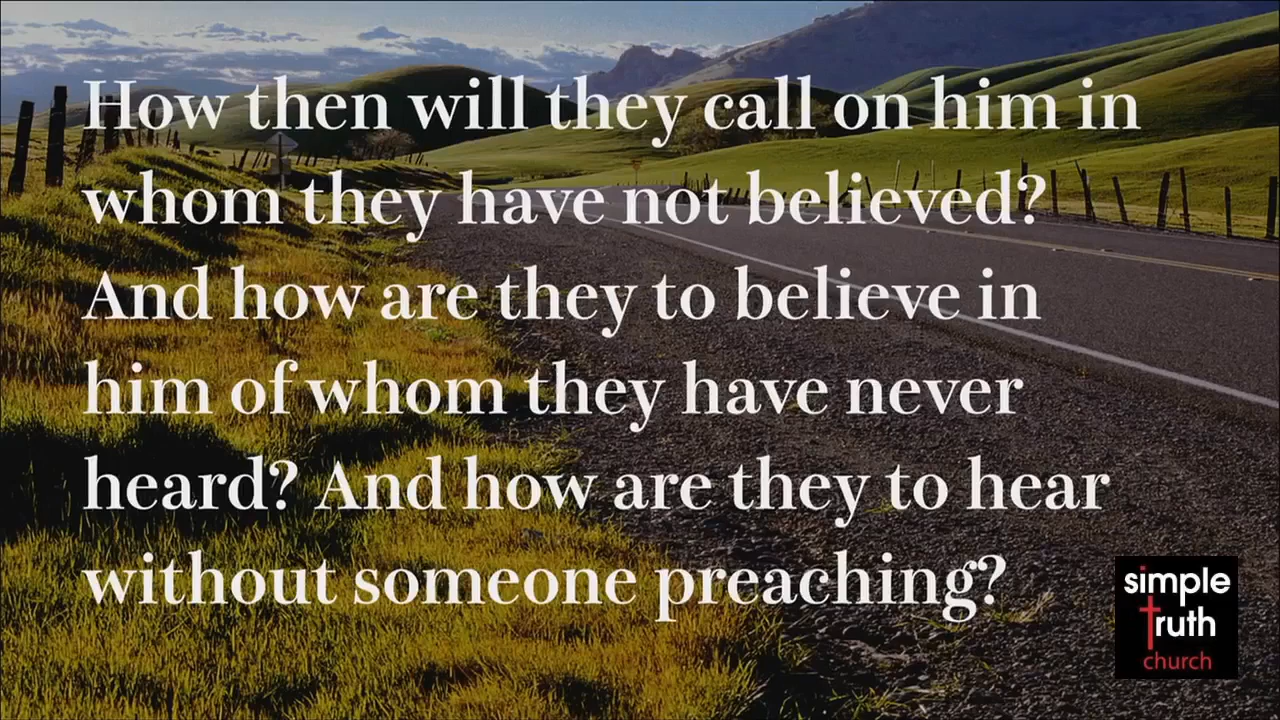 How then will they call on him in
whom they have not believed?
And how are they to believe in
him of whom they have never
heard? And how are they to hear
without someone preaching?
simple
truth
church